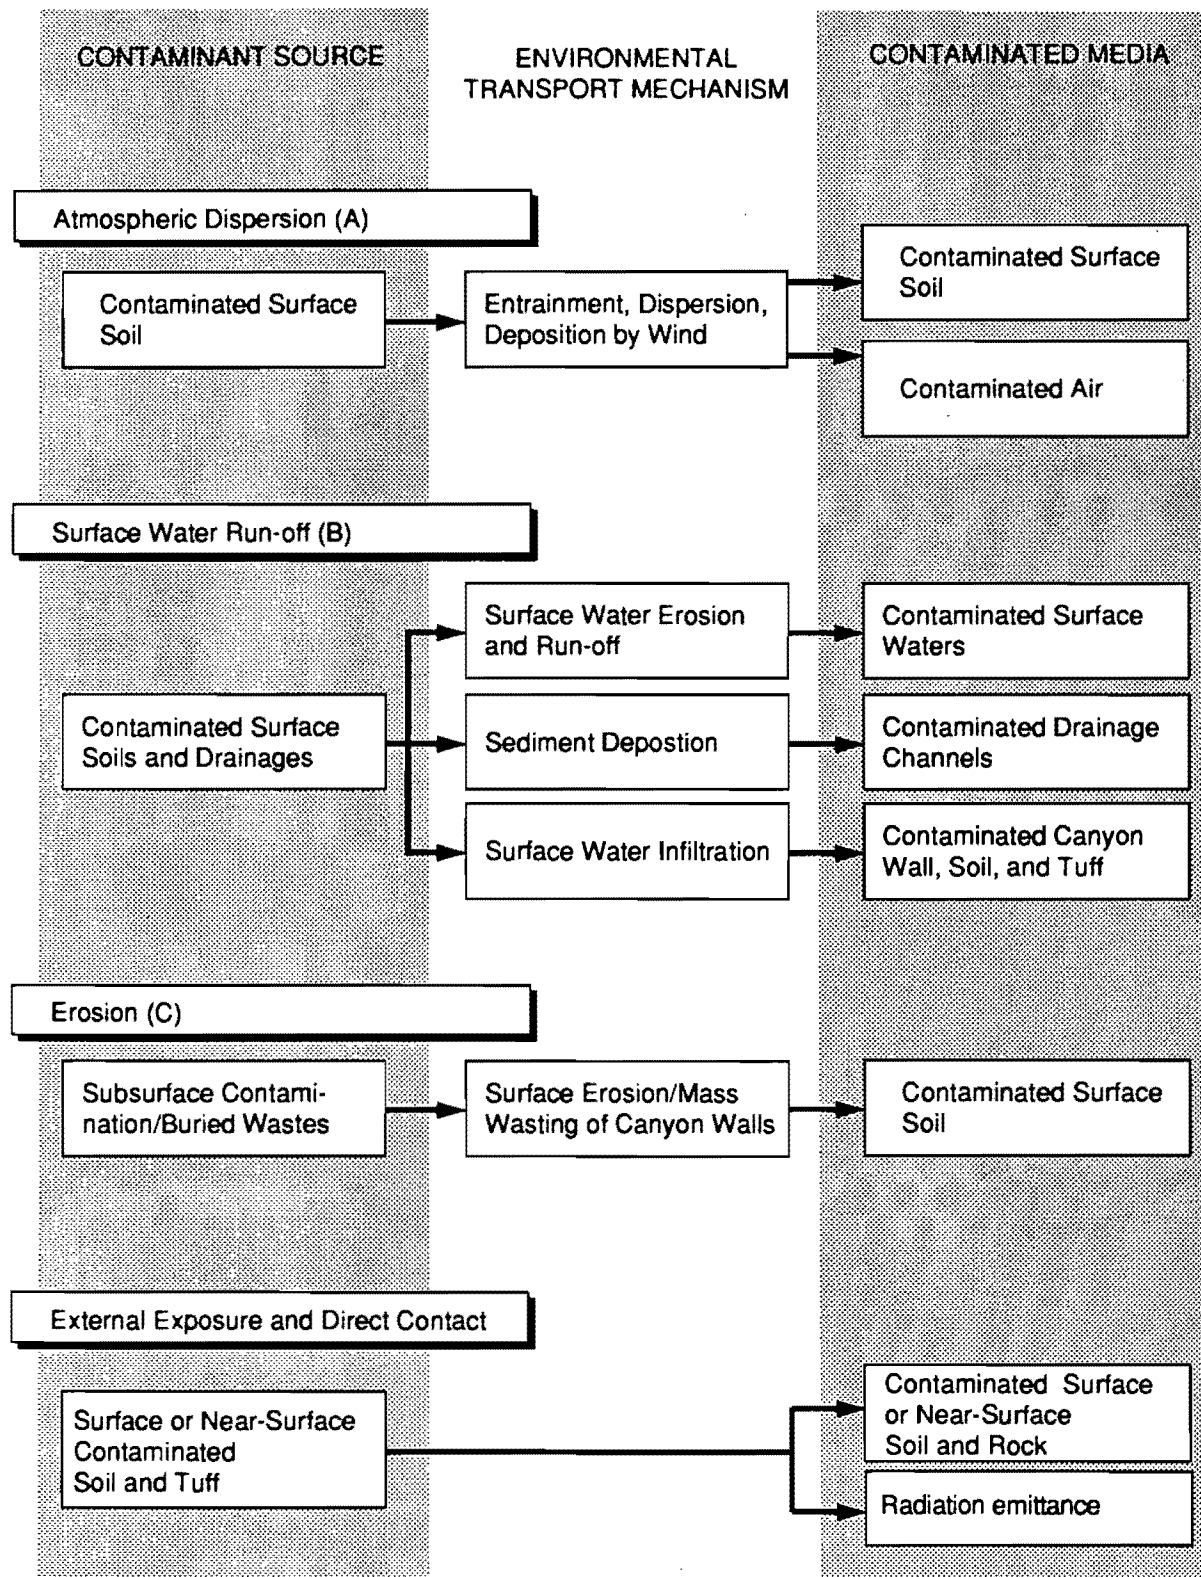 CONTAMINANT SOURCE
ENVIRONMENTAL
TRANSPORT MECHANISM
CONTAMINATED MEDIA
Atmospheric Dispersion (A)
Contaminated Surface
Soil
Entrainment, Dispersion,
Deposition by Wind
Contaminated Surface
Soil
Contaminated Air
Surface Water Run-off (B)
Contaminated Surface
Soils and Drainages
Surface Water Erosion
and Run-off
Contaminated Surface
Waters
Sediment Depostion
Contaminated Drainage
Channels
Surface Water Infiltration
Contaminated Canyon
Wall, Soil, and Tuff
Erosion (C)
Subsurface Contami-
nation/Buried Wastes
Surface Erosion/Mass
Wasting of Canyon Walls
Contaminated Surface
Soil
External Exposure and Direct Contact
Surface or Near-Surface
Contaminated
Soil and Tuff
Contaminated Surface
or Near-Surface
Soil and Rock
Radiation emittance